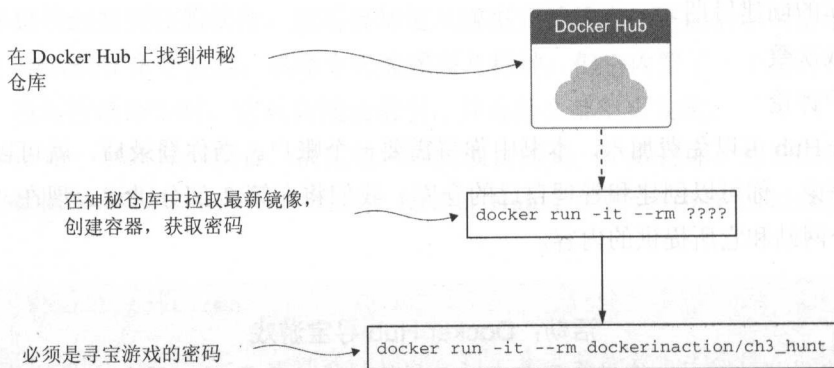 Docker Hub
在 Docker Hub 上找到神秘
仓库
在神秘仓库中拉取最新镜像，
创建容器，获取密码
docker run -it --rm ????
必须是寻宝游戏的密码
docker run -it --rm dockerinaction/ch3_hunt